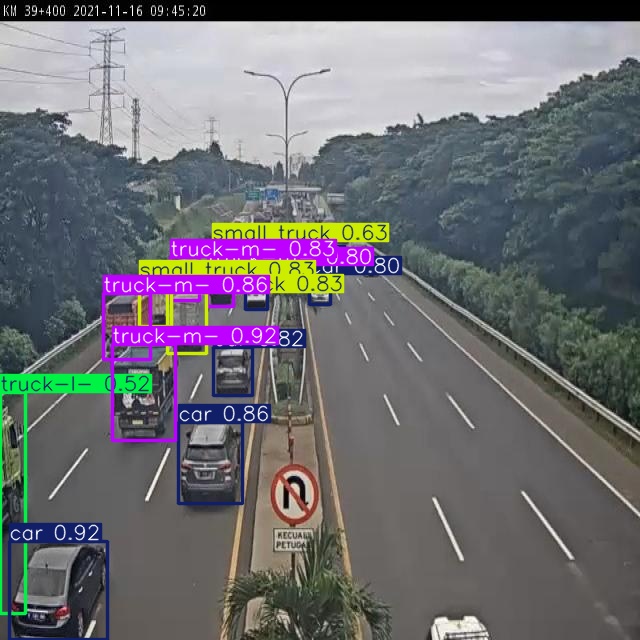 KM 39+400 2021-11-16 09:45:20
small truck 0.63
truck-m- 0.83
0.80
0.80
small truck 0.83
ck 0.83
truck-m- 0.86
truck-m- 0.92
82
truck-l- 0.52
car 0.86
KECUALI
PETUGAS
car 0.92